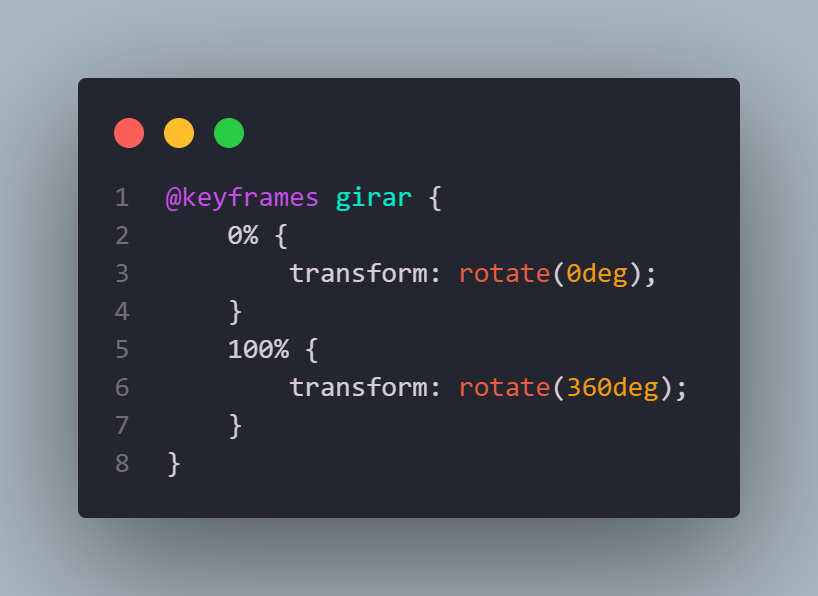 1 @keyframes girar {
2     0% {
3         transform: rotate(0deg);
4     }
5     100% {
6         transform: rotate(360deg);
7     }
8 }